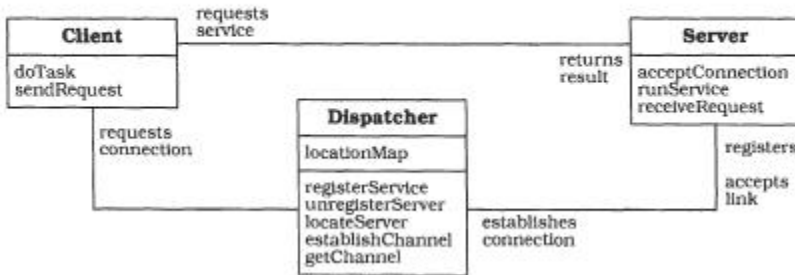 requests
service
Client
doTask
sendRequest
Server
acceptConnection
runService
receiveRequest
returns
result
requests
connection
Dispatcher
locationMap
registerService
unregisterServer
locateServer
establishChannel
getChannel
establishes
connection
registers
accepts
link